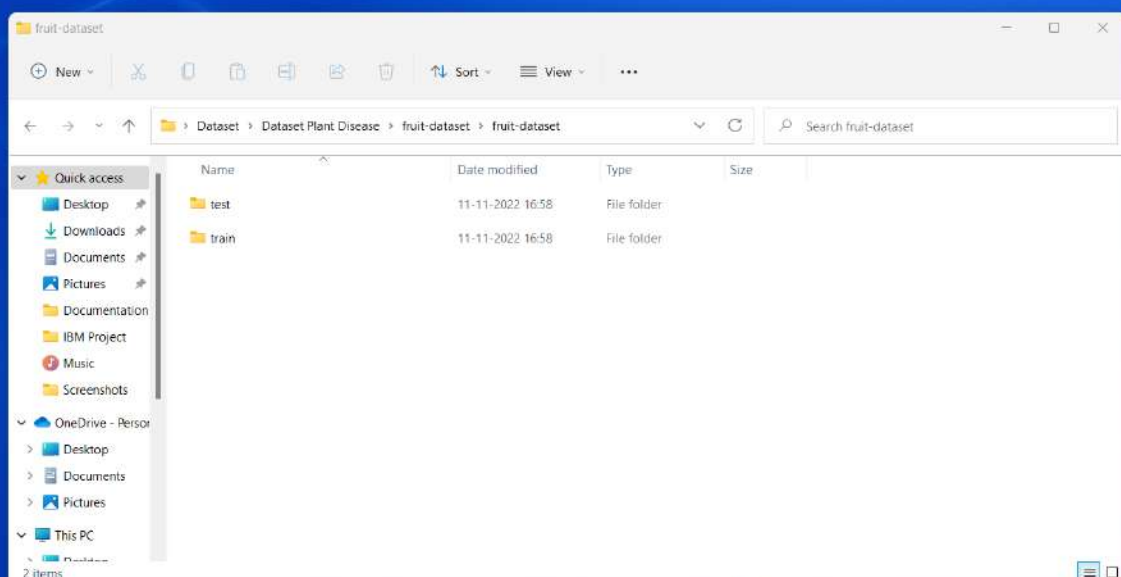 fruit-dataset
New
Sort
View
Dataset > Dataset Plant Disease > fruit-dataset > fruit-dataset
Search fruit-dataset
Name Date modified Type Size
Quick access
Desktop
Downloads
Documents
Pictures
Documentation
IBM Project
Music
Screenshots
OneDrive - Person
Desktop
Documents
Pictures
This PC
test 11-11-2022 16:58 File folder
train 11-11-2022 16:58 File folder
2 items